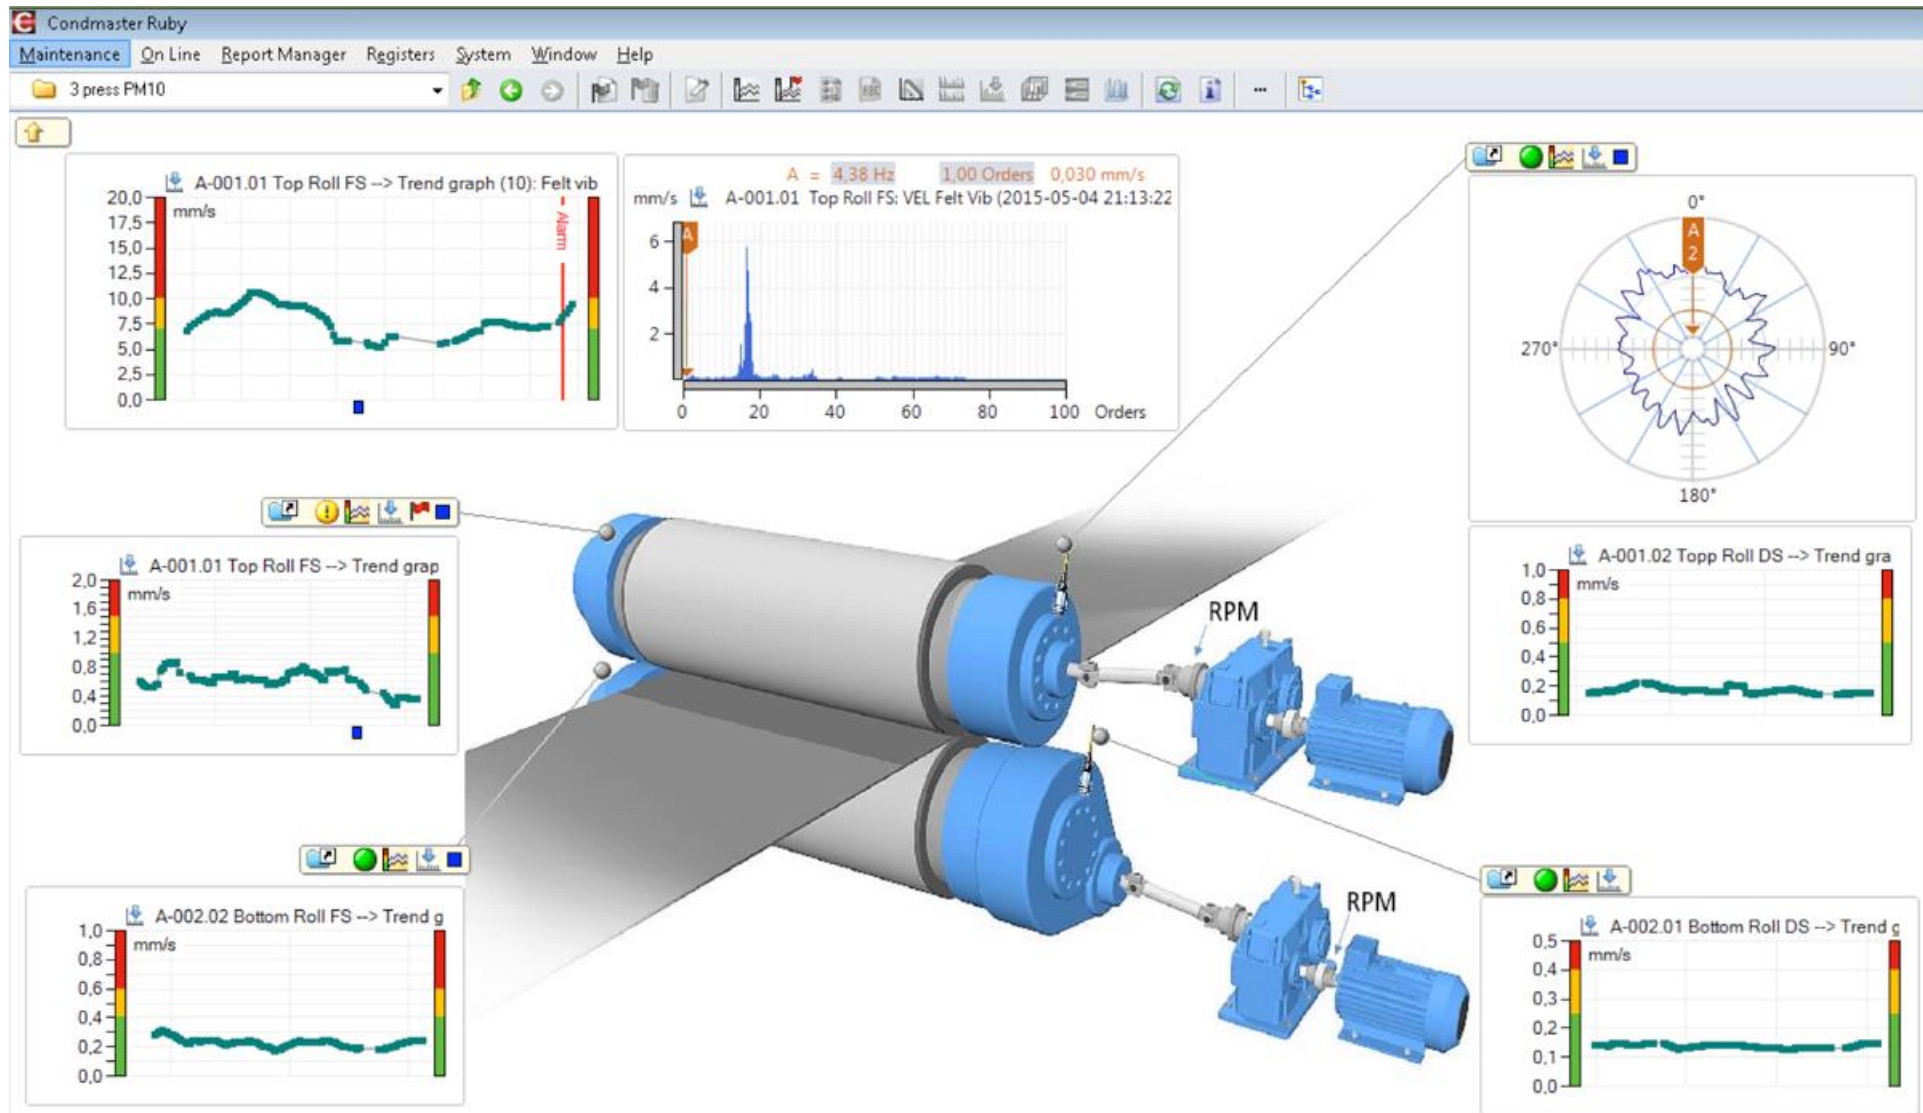 Condmaster Ruby
Maintenance On Line Report Manager Registers System Window Help
3 press PM10
A-001.01 Top Roll FS --> Trend graph (10): Felt vib
mm/s
20,0
17,5
15,0
12,5
10,0
7,5
5,0
2,5
0,0
Alarm
A = 4,38 Hz 1,00 Orders 0,030 mm/s
mm/s A-001.01 Top Roll FS: VEL Felt Vib (2015-05-04 21:13:22
A
6
4
2
0 20 40 60 80 100 Orders
0°
A
2
270° 90°
180°
A-001.01 Top Roll FS --> Trend grap
mm/s
2,0
1,6
1,2
0,8
0,4
0,0
A-001.02 Topp Roll DS --> Trend gra
mm/s
1,0
0,8
0,6
0,4
0,2
0,0
RPM
RPM
A-002.02 Bottom Roll FS --> Trend g
mm/s
1,0
0,8
0,6
0,4
0,2
0,0
A-002.01 Bottom Roll DS --> Trend g
mm/s
0,5
0,4
0,3
0,2
0,1
0,0